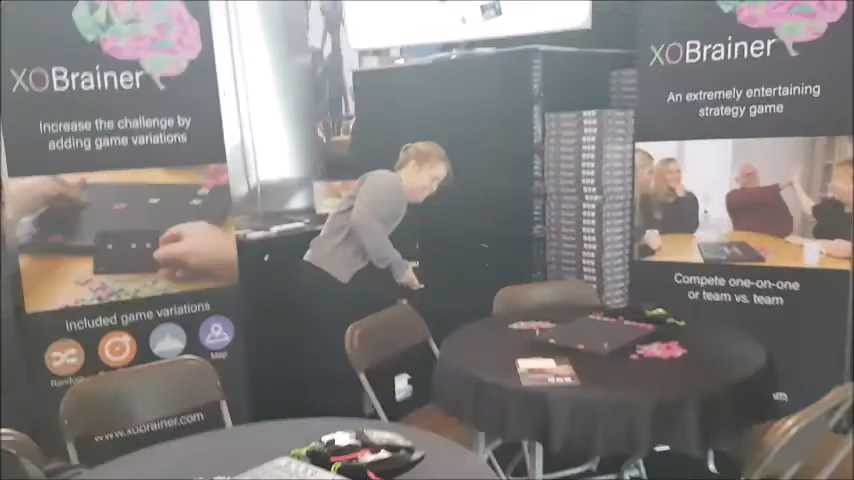 XOBrainer
Increase the challenge by
adding game variations
Included game variations
Map
www.xobrainer.com
XOBrainer
An extremely entertaining
strategy game
Compete one-on-one
or team vs. team